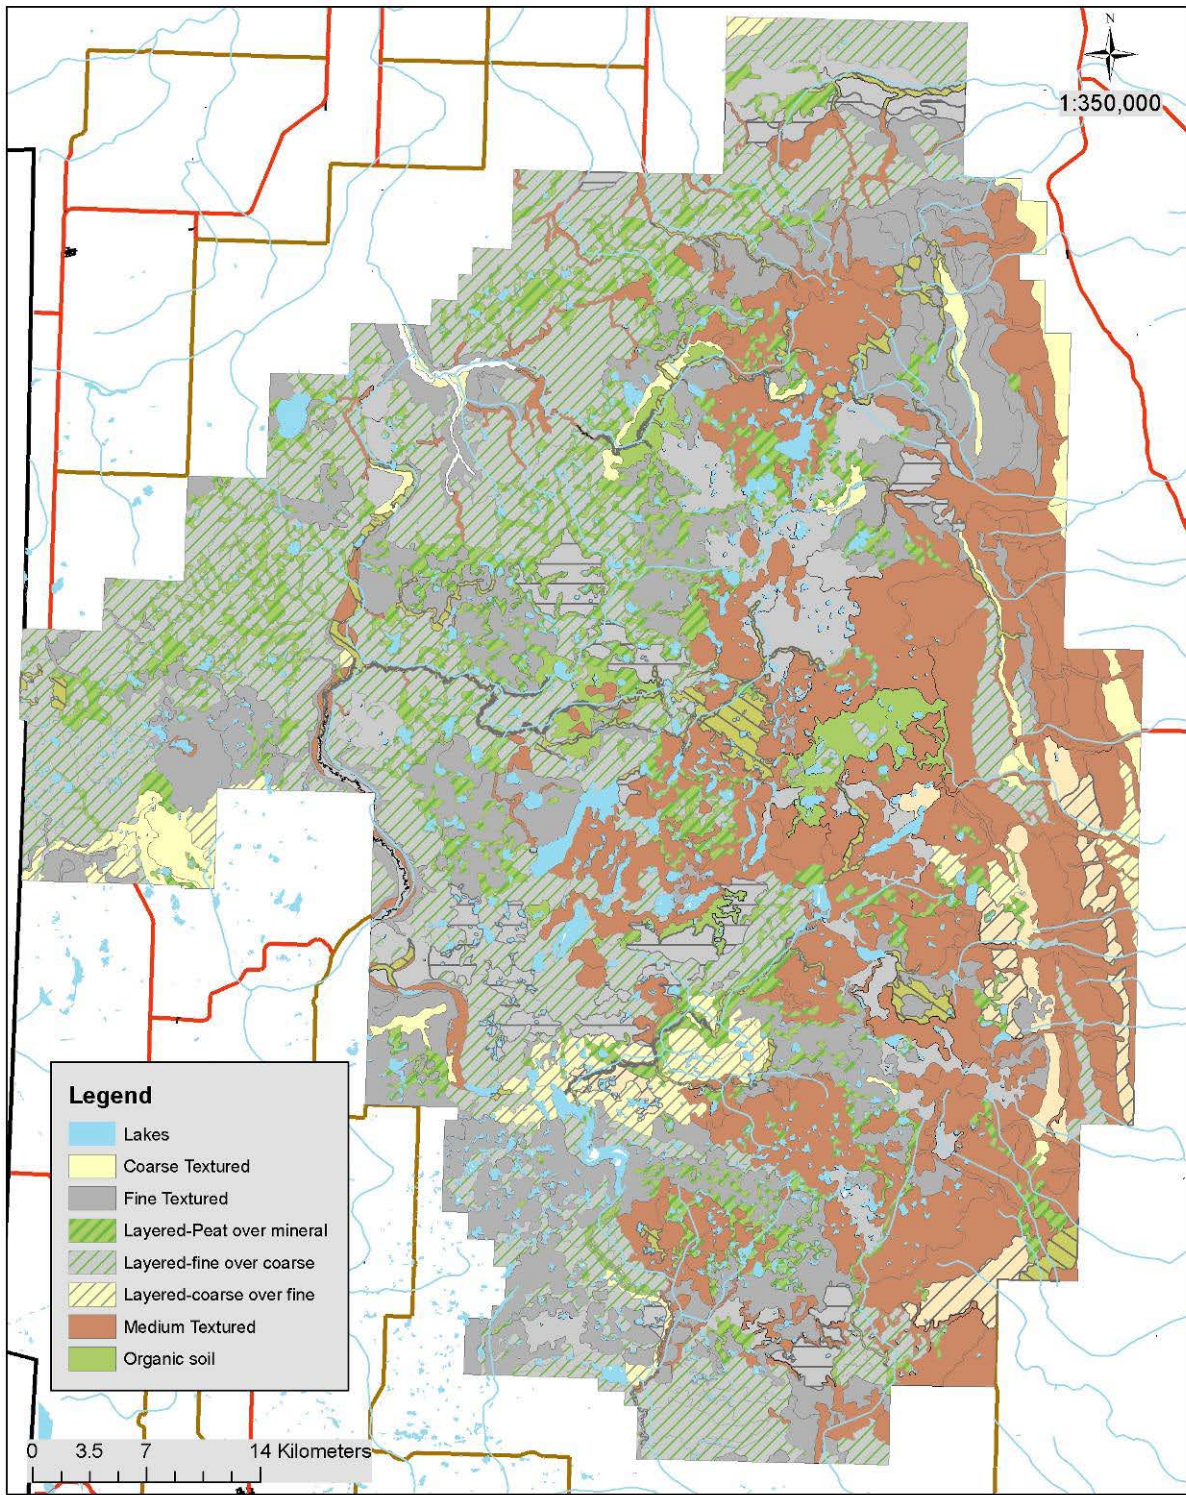 N
1:350,000
Legend
Lakes
Coarse Textured
Fine Textured
Layered-Peat over mineral
Layered-fine over coarse
Layered-coarse over fine
Medium Textured
Organic soil
0 3.5 7 14 Kilometers